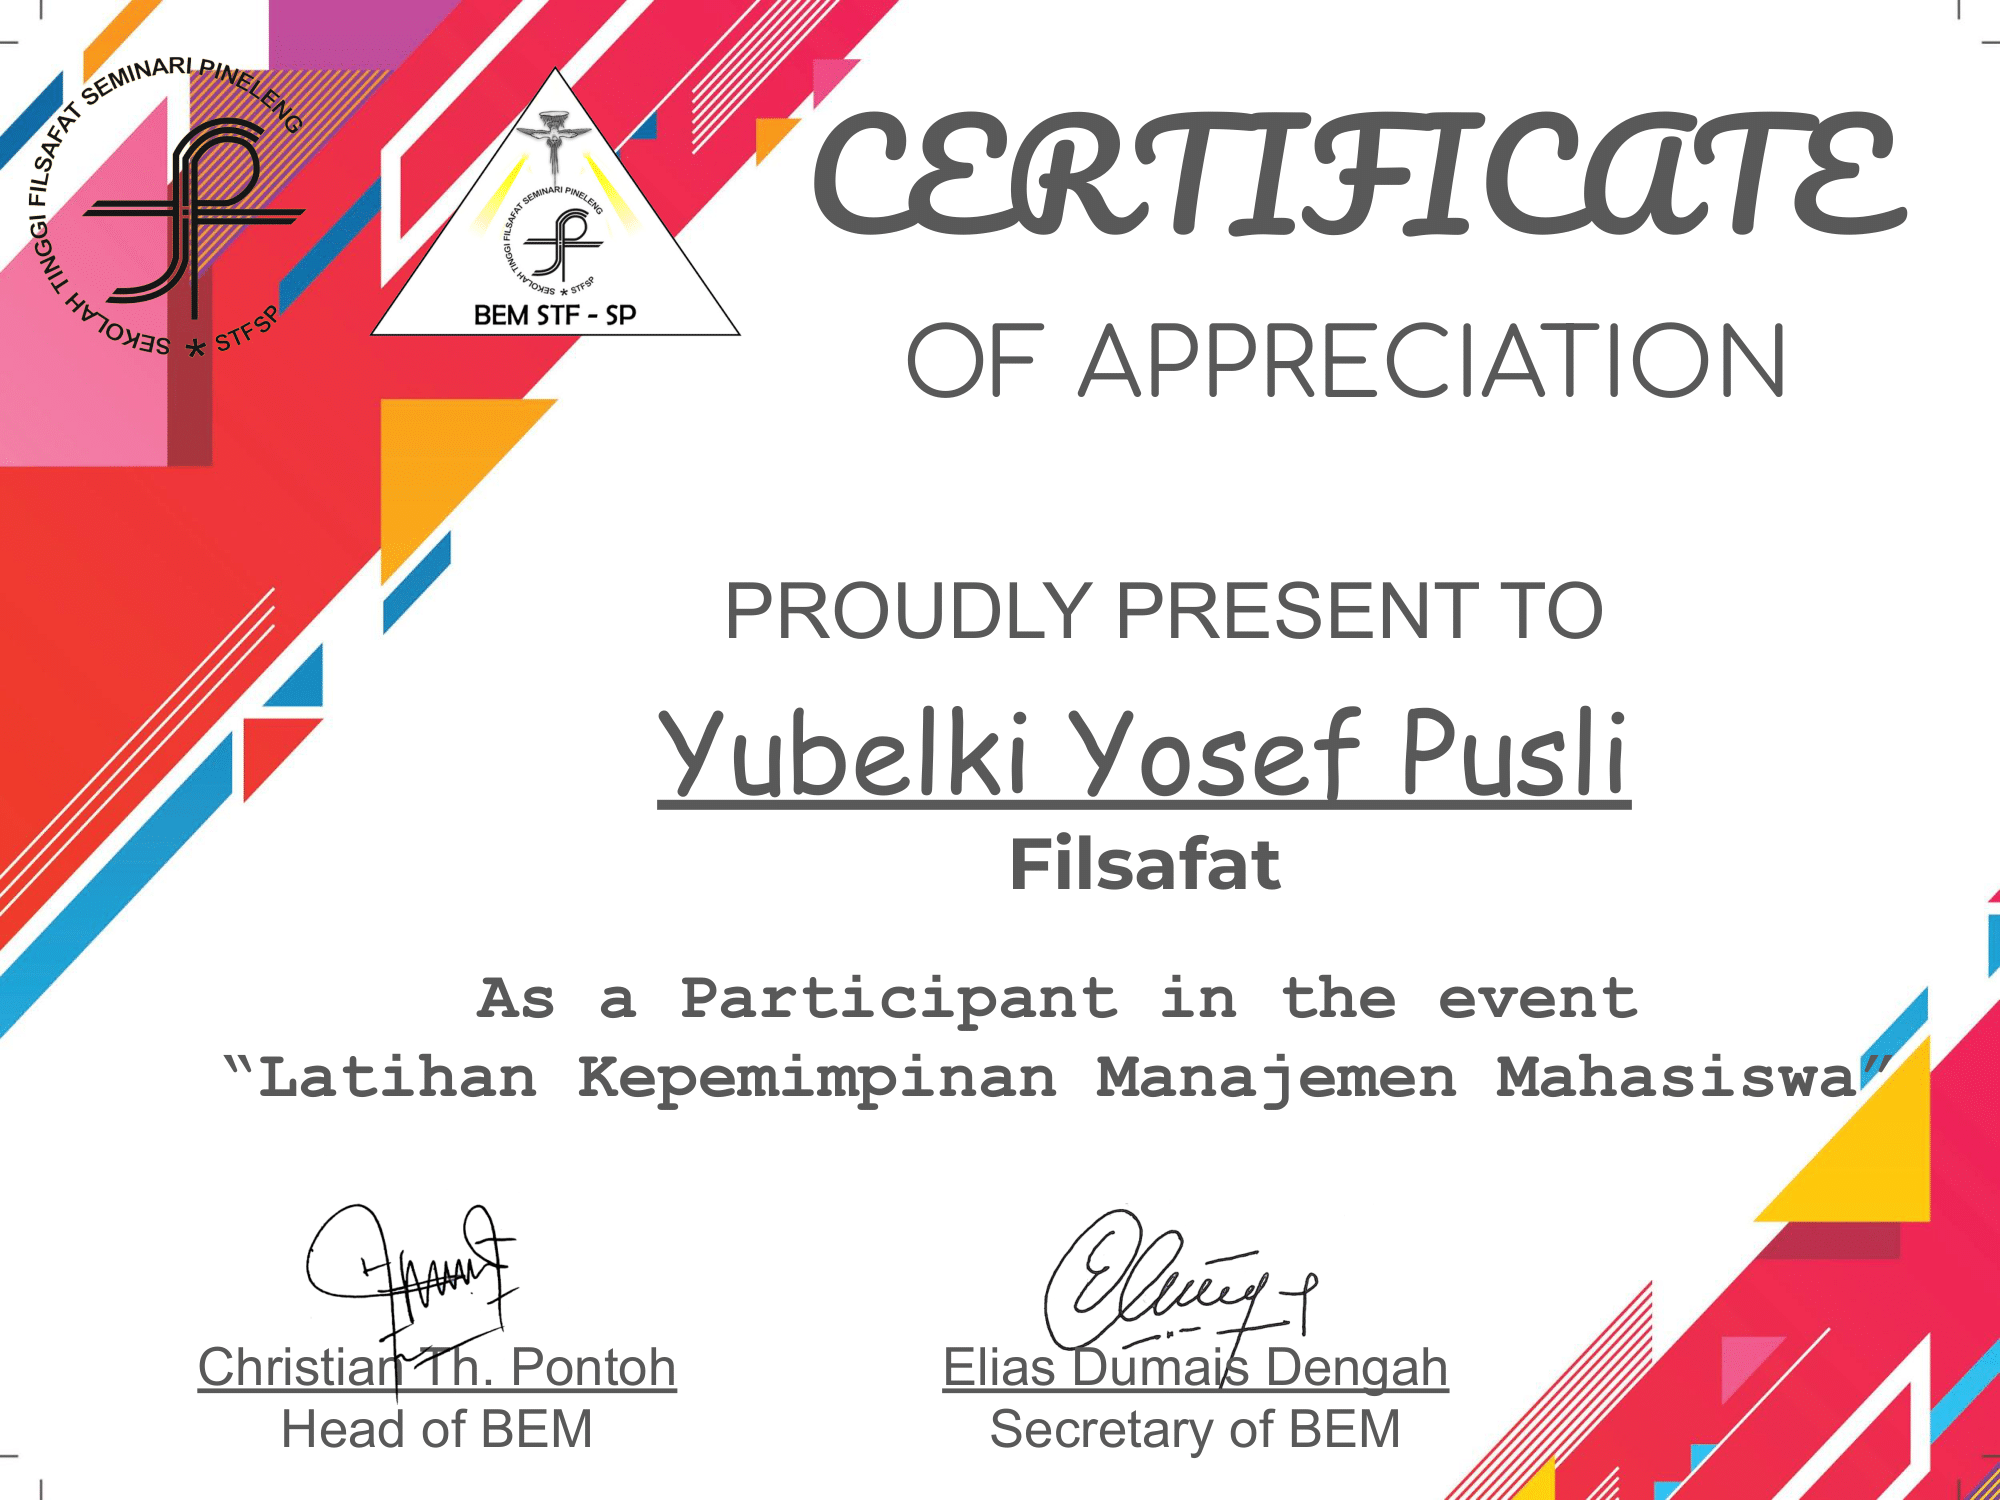 SEKOLAH TINGGI FILSAFAT SEMINARI PINELENG
* STFSP
SEKOLAH TINGGI FILSAFAT SEMINARI PINELENG
* STFSP
BEM STF - SP
CERTIFICATE
OF APPRECIATION
PROUDLY PRESENT TO
Yubelki Yosef Pusli
Filsafat
As a Participant in the event
“Latihan Kepemimpinan Manajemen Mahasiswa”
Christian Th. Pontoh
Head of BEM
Elias Dumais Dengah
Secretary of BEM